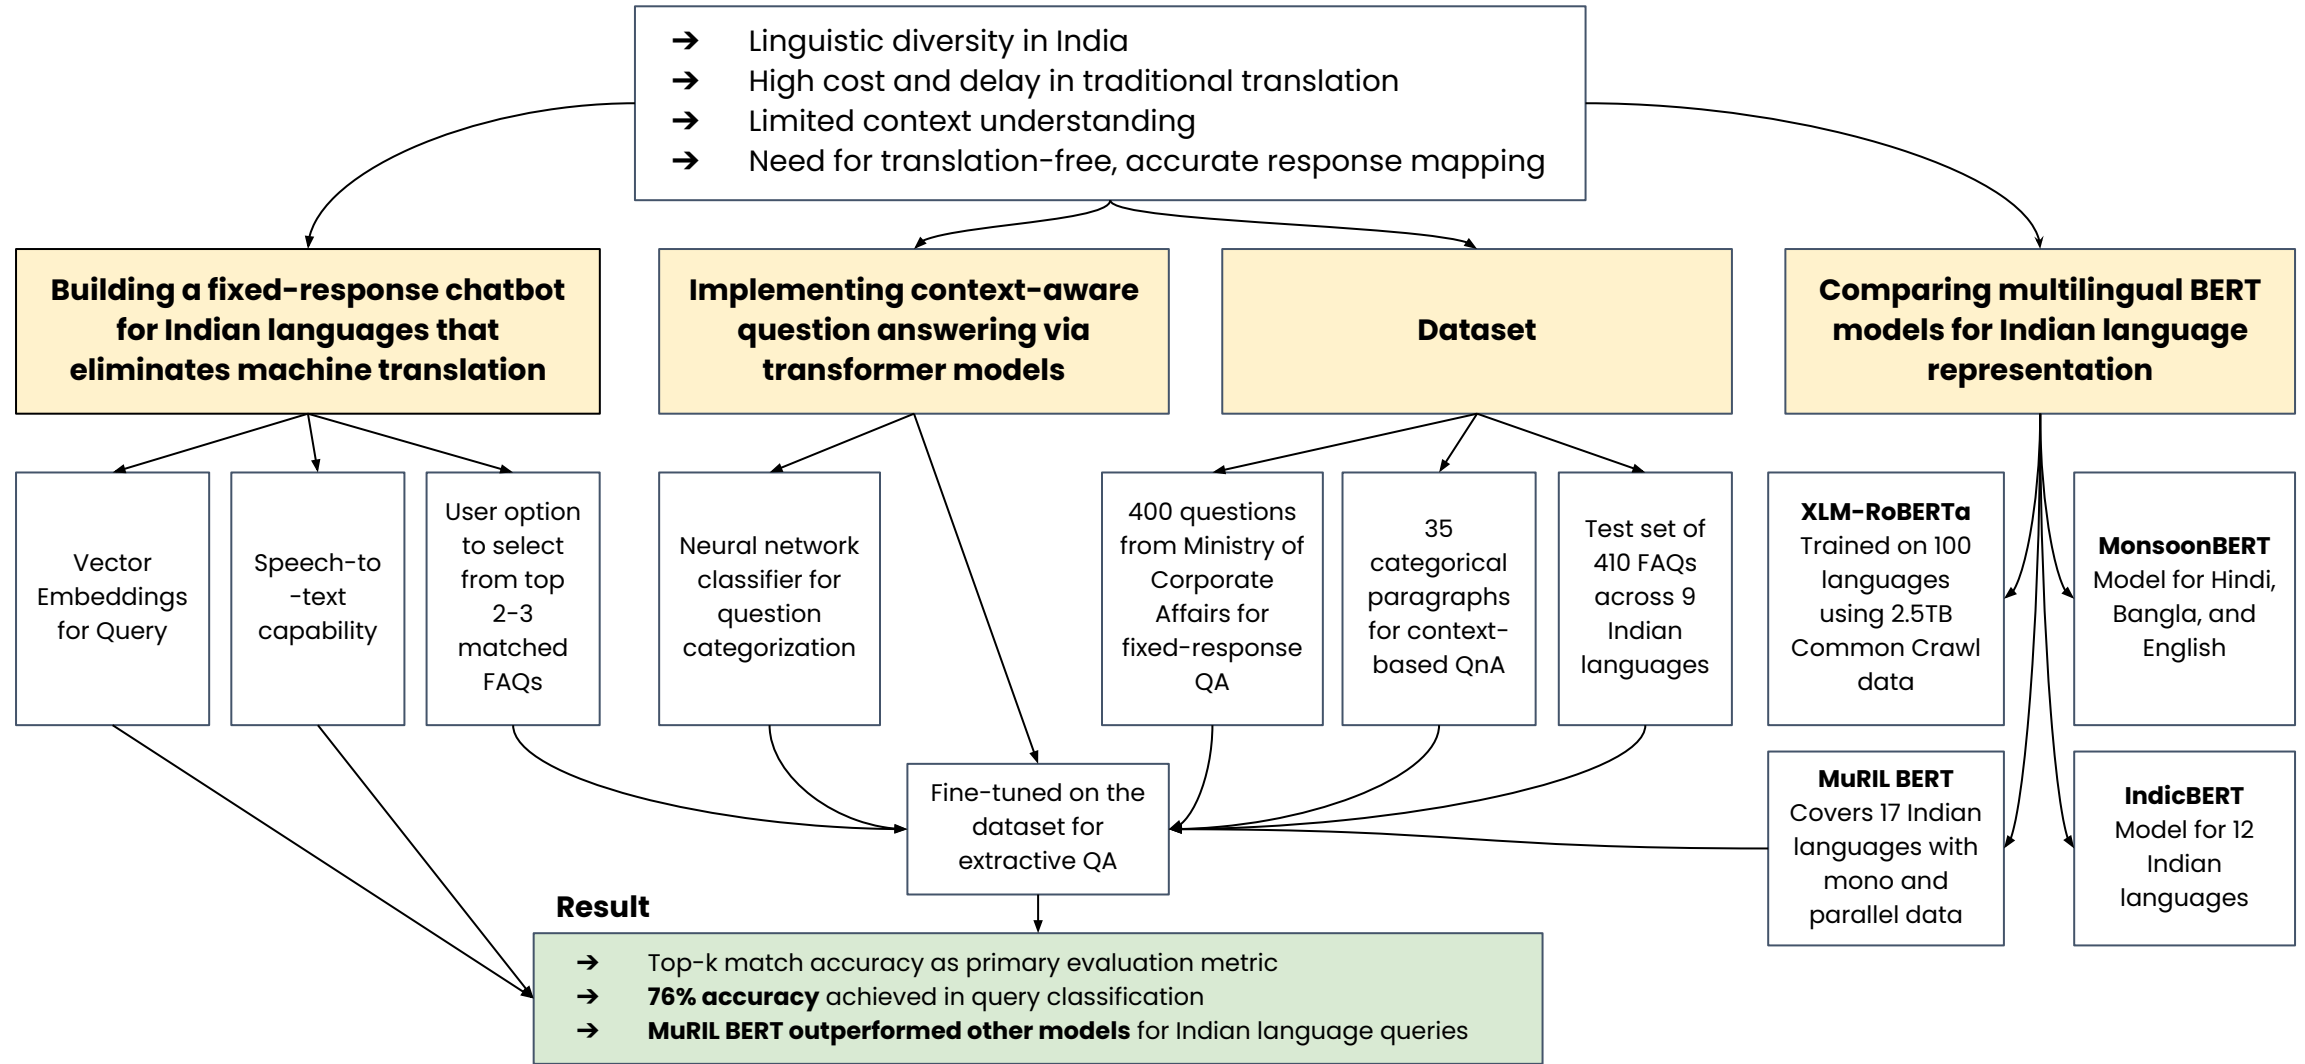 ➔ Linguistic diversity in India
➔ High cost and delay in traditional translation
➔ Limited context understanding
➔ Need for translation-free, accurate response mapping
Building a fixed-response chatbot
for Indian languages that
eliminates machine translation
Implementing context-aware
question answering via
transformer models
Dataset
Comparing multilingual BERT
models for Indian language
representation
Vector
Embeddings
for Query
Speech-to
-text
capability
User option
to select
from top
2-3
matched
FAQs
Neural network
classifier for
question
categorization
400 questions
from Ministry of
Corporate
Affairs for
fixed-response
QA
35
categorical
paragraphs
for context-
based QnA
Test set of
410 FAQs
across 9
Indian
languages
XLM-RoBERTa
Trained on 100
languages
using 2.5TB
Common Crawl
data
MonsoonBERT
Model for Hindi,
Bangla, and
English
Fine-tuned on the
dataset for
extractive QA
MuRIL BERT
Covers 17 Indian
languages with
mono and
parallel data
IndicBERT
Model for 12
Indian
languages
Result
➔ Top-k match accuracy as primary evaluation metric
➔ 76% accuracy achieved in query classification
➔ MuRIL BERT outperformed other models for Indian language queries